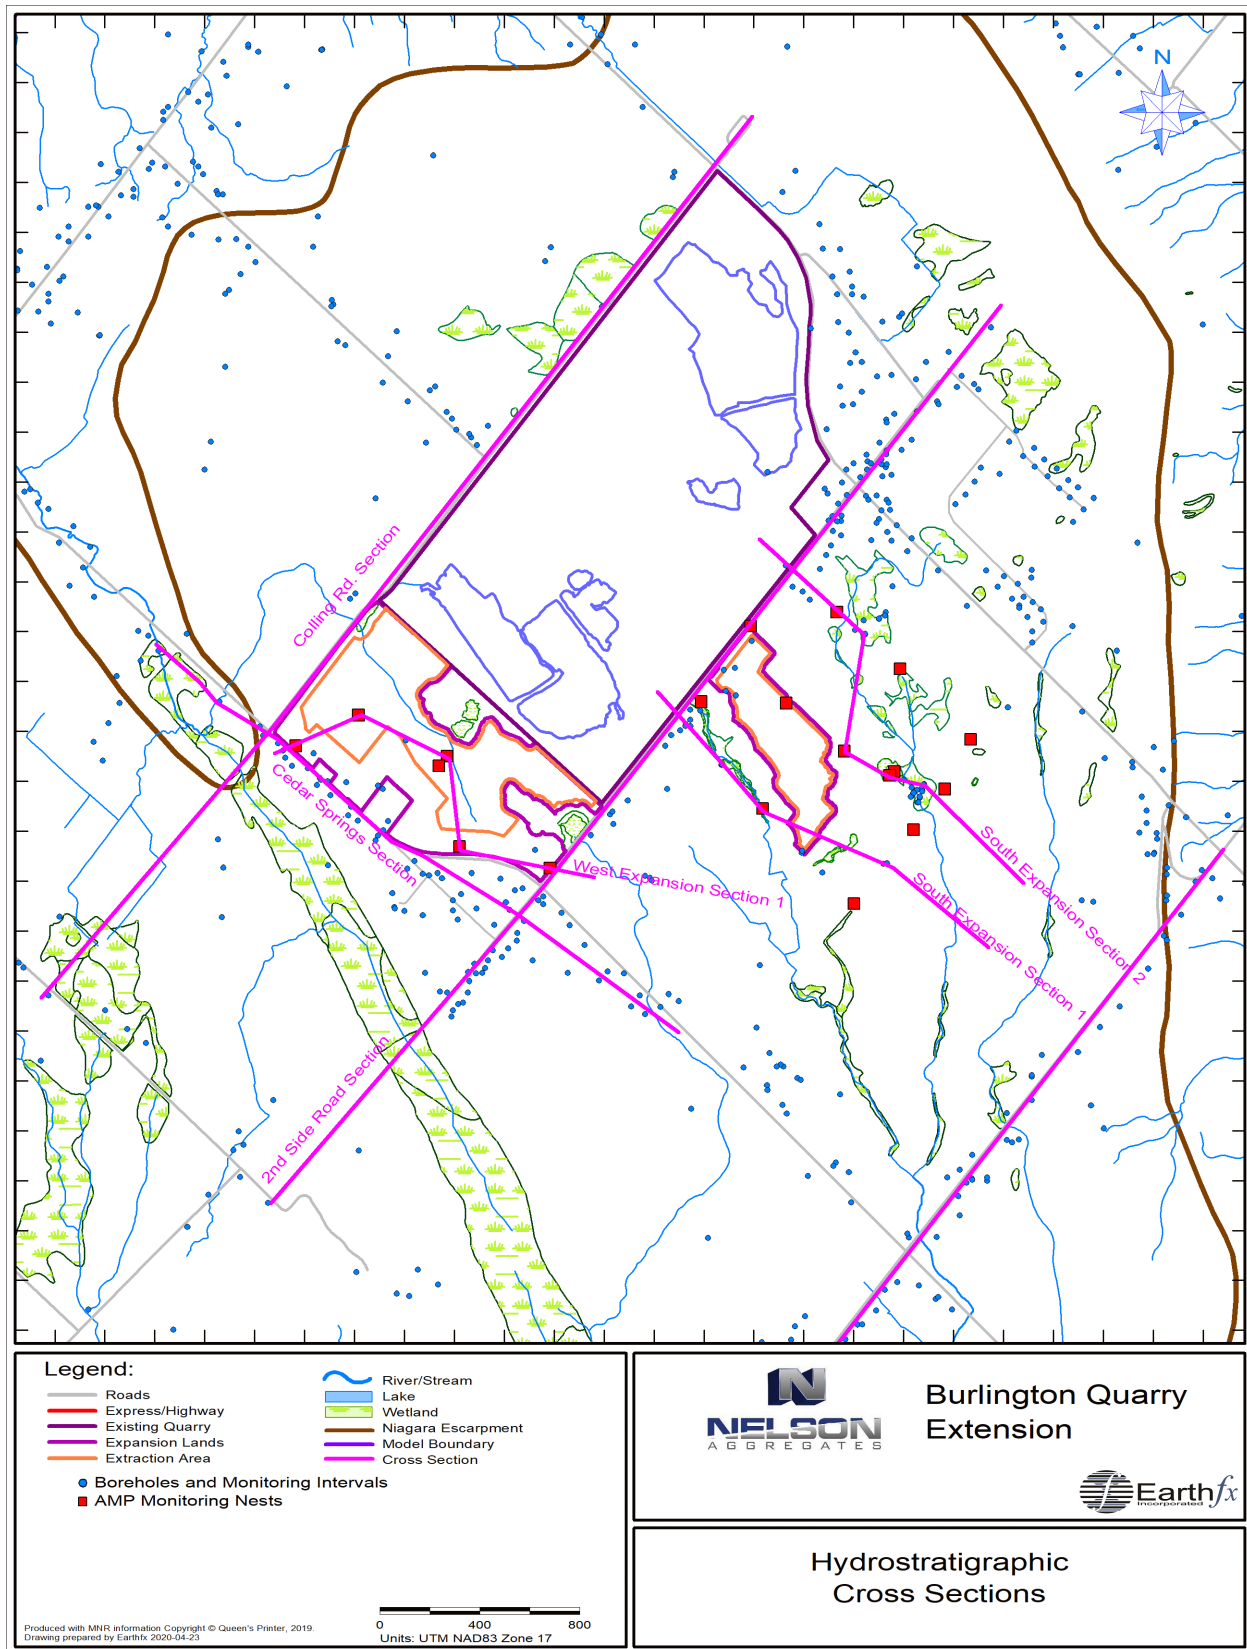 N
Colling Rd. Section
Cedar Springs Section
West Expansion Section 1
South Expansion Section 2
South Expansion Section 1
2nd Side Road Section
Legend:
Roads
Express/Highway
Existing Quarry
Expansion Lands
Extraction Area
River/Stream
Lake
Wetland
Niagara Escarpment
Model Boundary
Cross Section
Boreholes and Monitoring Intervals
AMP Monitoring Nests
0 400 800
Units: UTM NAD83 Zone 17
Produced with MNR information Copyright © Queen's Printer, 2019.
Drawing prepared by Earthfx 2020-04-23
N
NELSON
AGGREGATES
Burlington Quarry
Extension
Earthfx
Incorporated
Hydrostratigraphic
Cross Sections